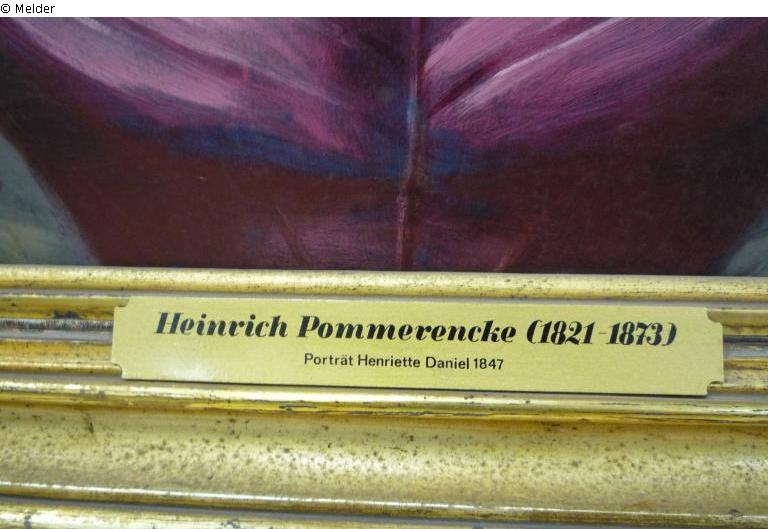 © Melder
Heinrich Pommerencke (1821-1873)
Porträt Henriette Daniel 1847